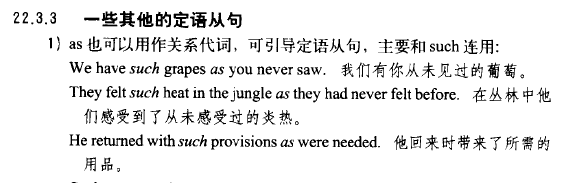 22.3.3 一些其他的定语从句
1) as 也可以用作关系代词，可引导定语从句，主要和 such 连用:
We have such grapes as you never saw. 我们有你从未见过的葡萄。
They felt such heat in the jungle as they had never felt before. 在丛林中他
们感受到了从未感受过的炎热。
He returned with such provisions as were needed. 他回来时带来了所需的
用品。